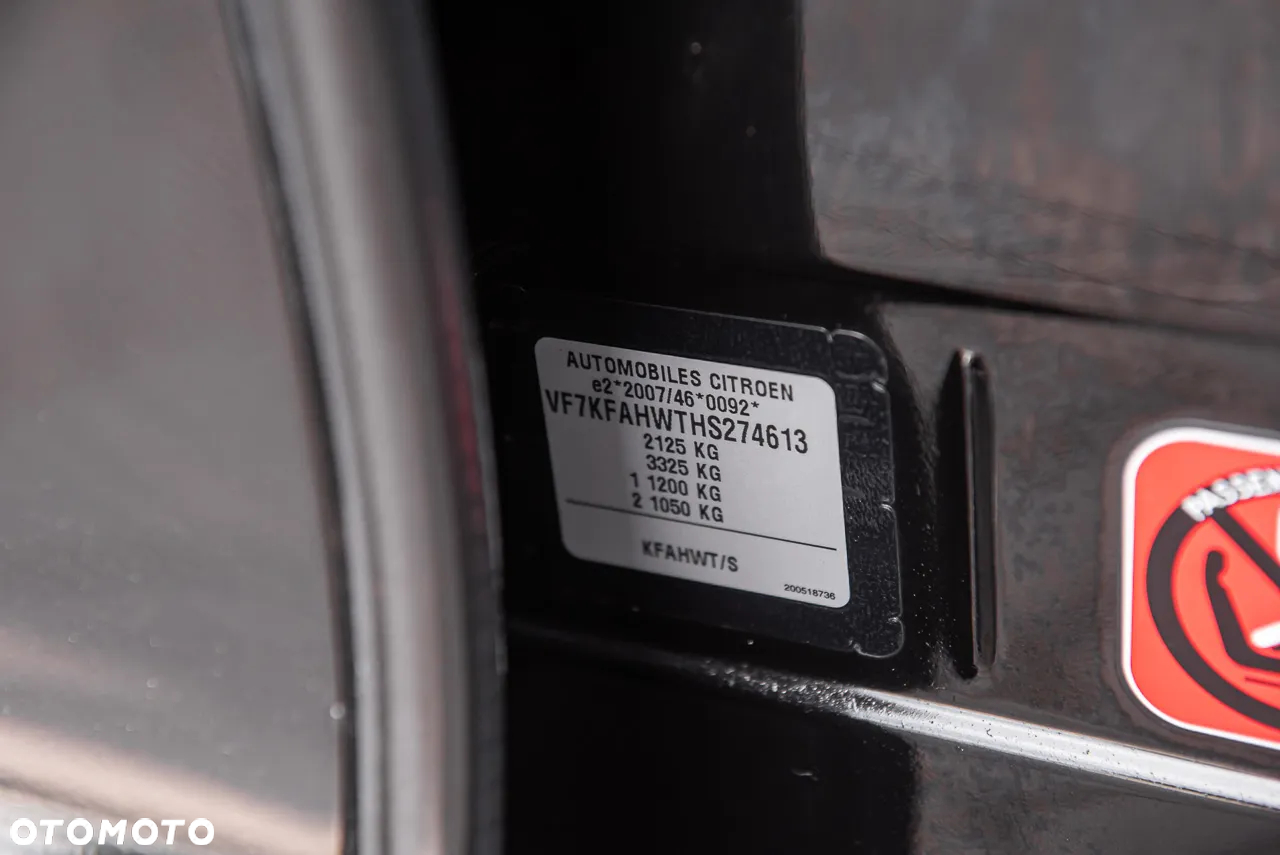 AUTOMOBILES CITROEN
e2*2007/46*0092*
VF7KFAHWTHS274613
2125 KG
3325 KG
1 1200 KG
2 1050 KG
KFAHWT/S
200518736
OTOMOTO